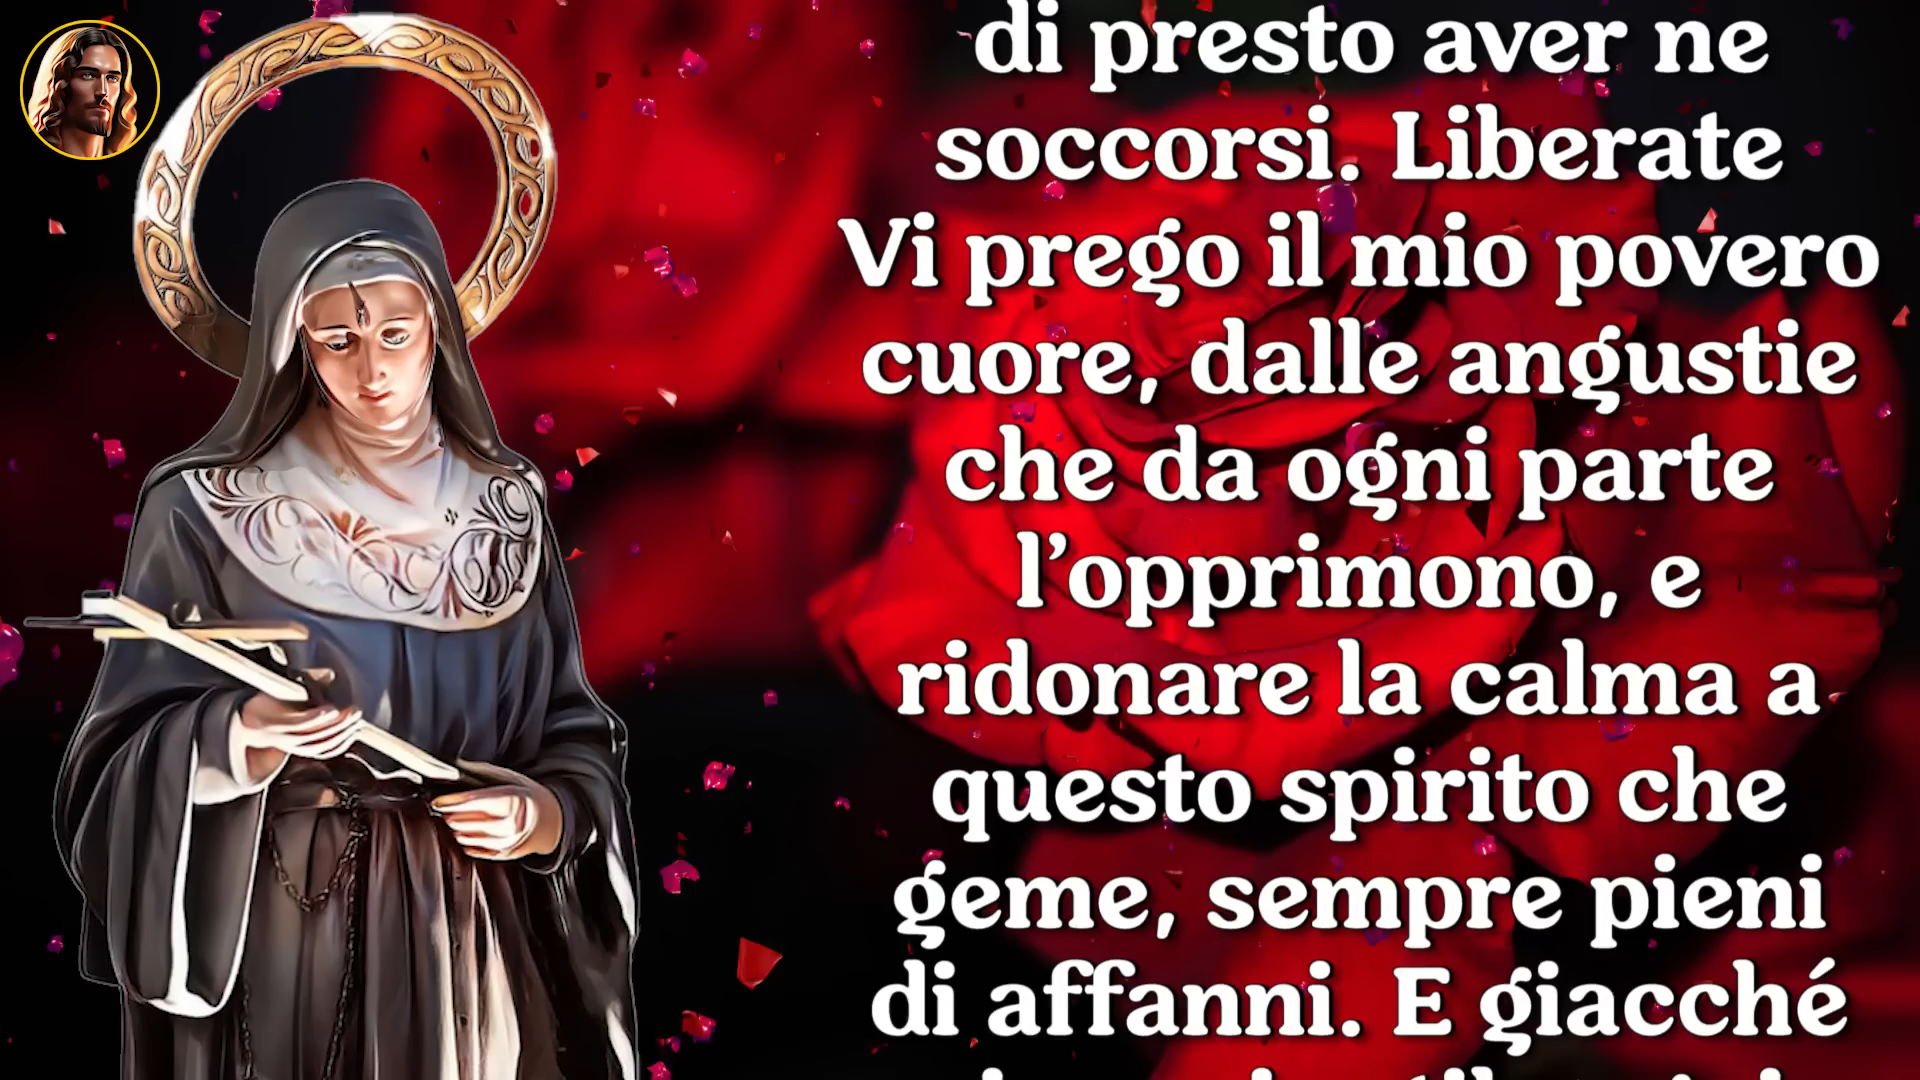 di presto aver ne
soccorsi. Liberate
Vi prego il mio povero
cuore, dalle angustie
che da ogni parte
l’opprimono, e
ridonare la calma a
questo spirito che
geme, sempre pieni
di affanni. E giacché